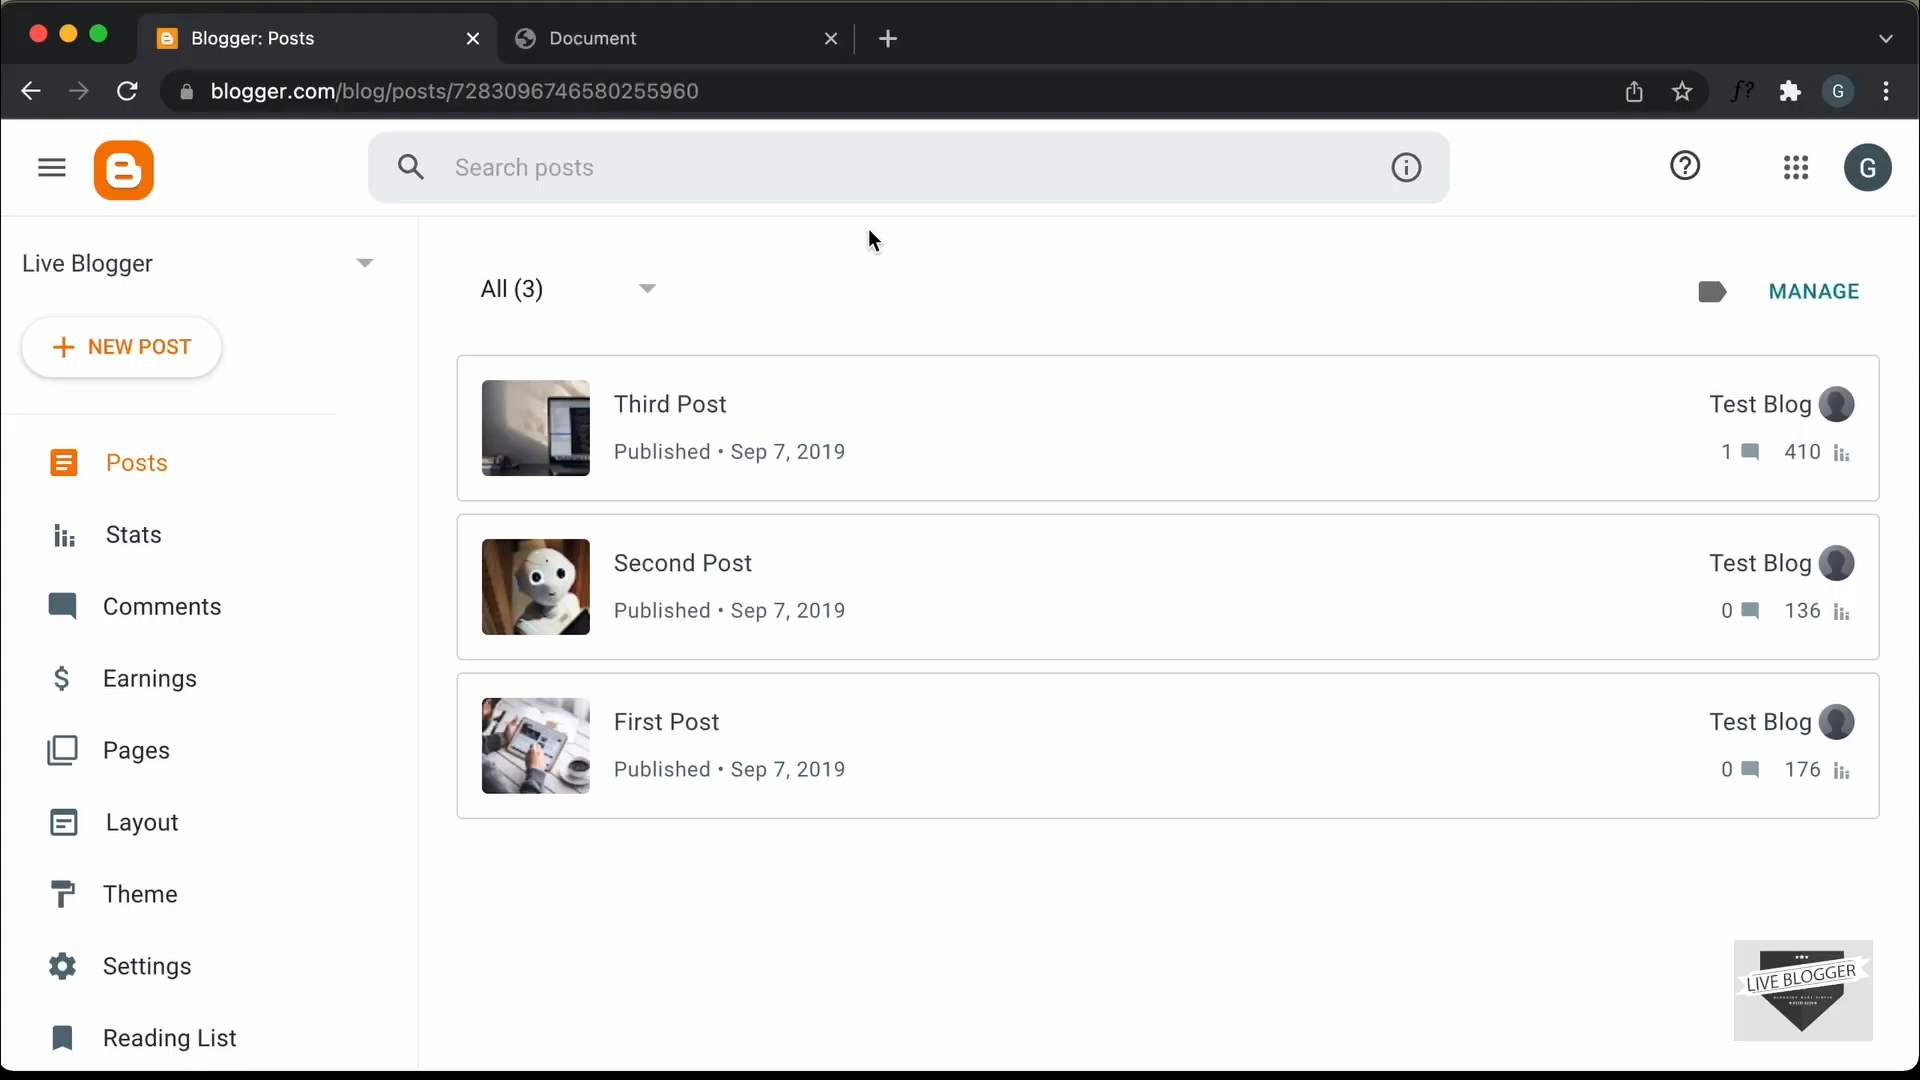 Blogger: Posts
Document
blogger.com/blog/posts/7283096746580255960
f?
G
Search posts
G
Live Blogger
All (3)
MANAGE
NEW POST
Third Post
Test Blog
Published • Sep 7, 2019
1
410
Posts
Stats
Second Post
Test Blog
Published • Sep 7, 2019
0
136
Comments
Earnings
First Post
Test Blog
Published • Sep 7, 2019
0
176
Pages
Layout
Theme
Settings
LIVE BLOGGER
Reading List